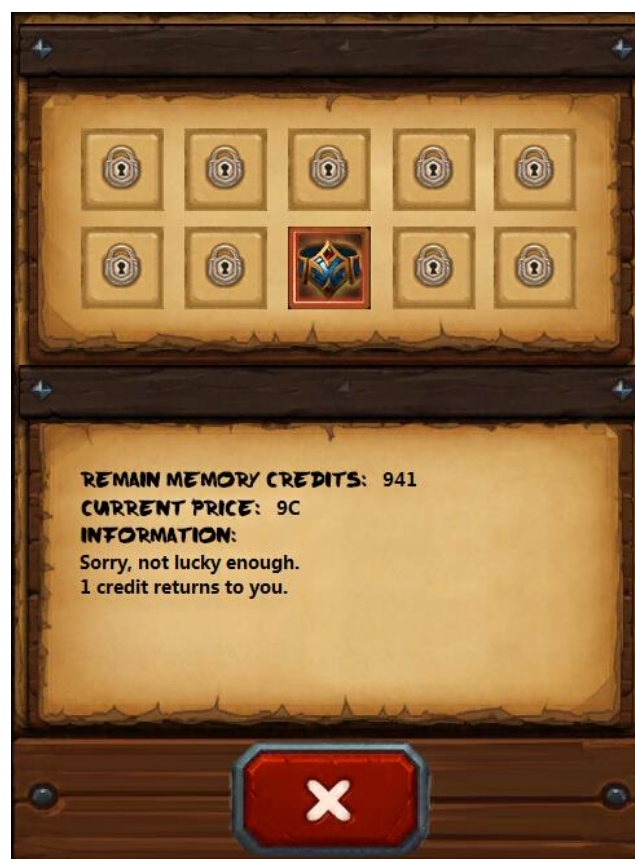 REMAIN MEMORY CREDITS: 941
CURRENT PRICE: 9C
INFORMATION:
Sorry, not lucky enough.
1 credit returns to you.